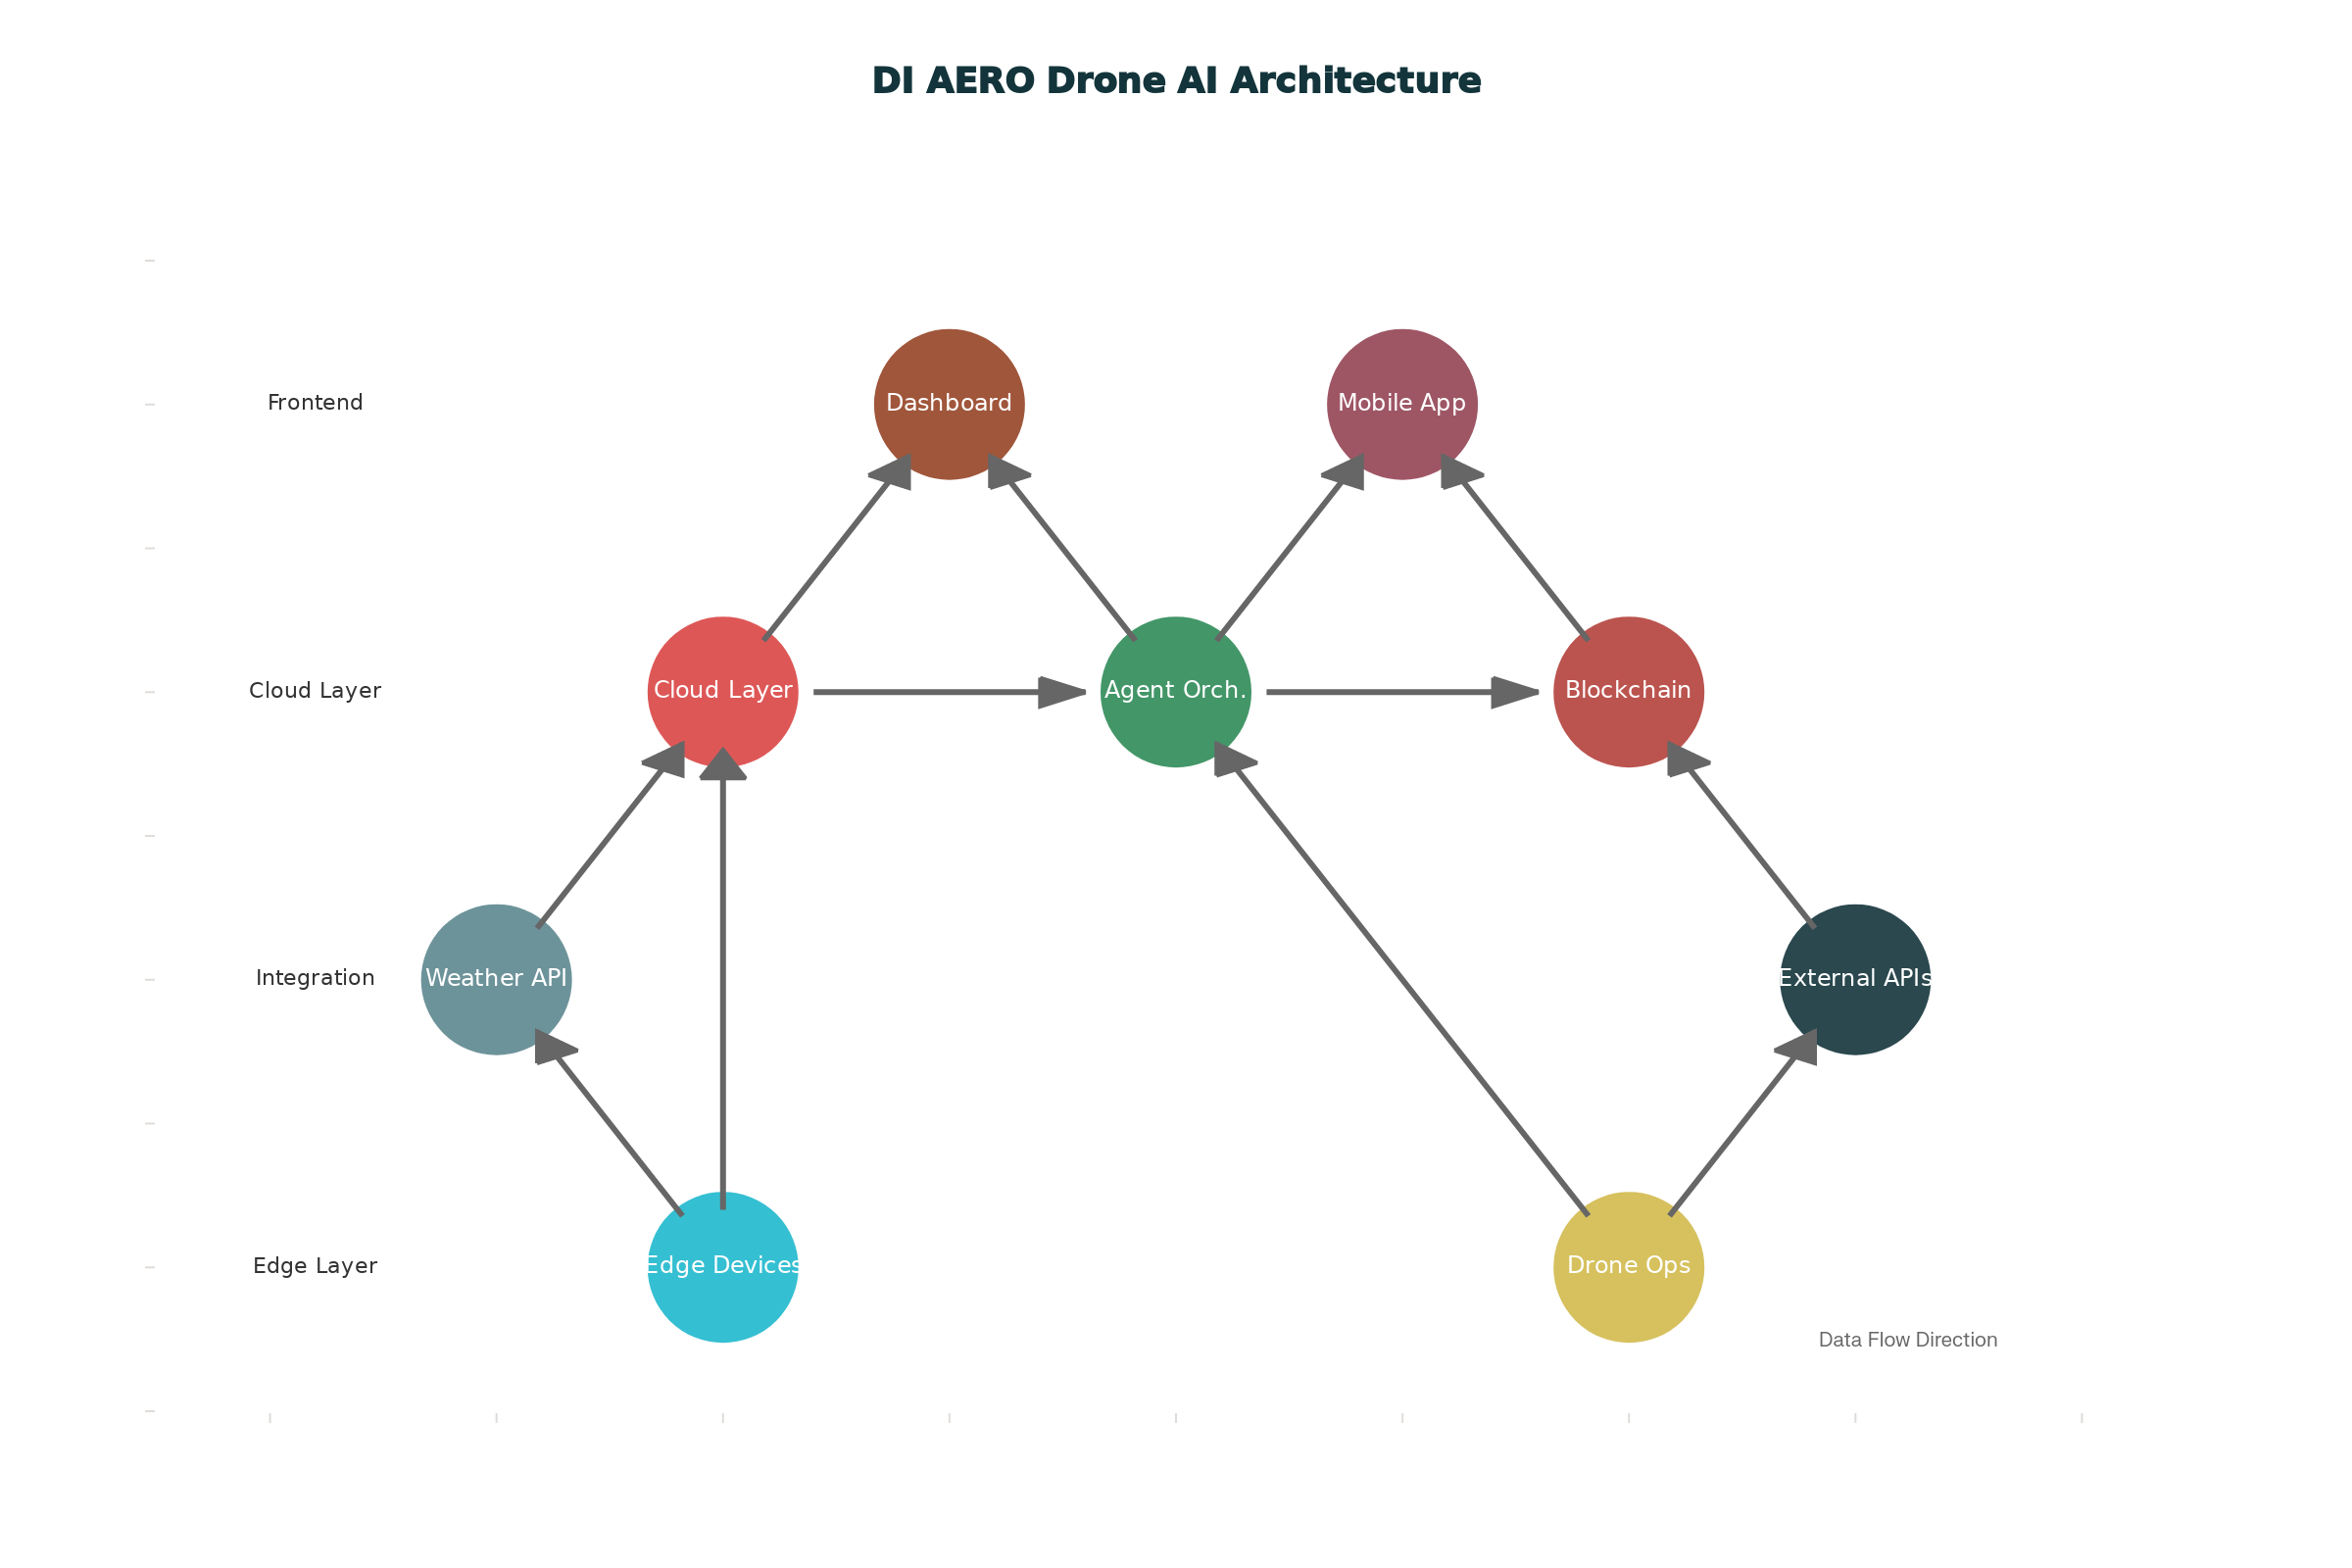 DI AERO Drone AI Architecture
Frontend
Dashboard
Mobile App
Cloud Layer
Cloud Layer
Agent Orch.
Blockchain
Integration
Weather API
External APIs
Edge Layer
Edge Devices
Drone Ops
Data Flow Direction